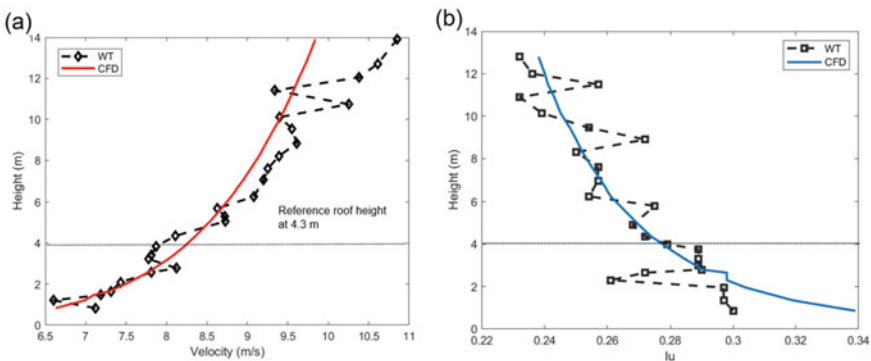 (a)
14
12
10
8
6
4
2
0
Height (m)
WT
CFD
Reference roof height
at 4.3 m
6.5 7 7.5 8 8.5 9 9.5 10 10.5 11
Velocity (m/s)
(b)
14
12
10
8
6
4
2
0
Height (m)
WT
CFD
0.22 0.24 0.26 0.28 0.3 0.32 0.34
Iu